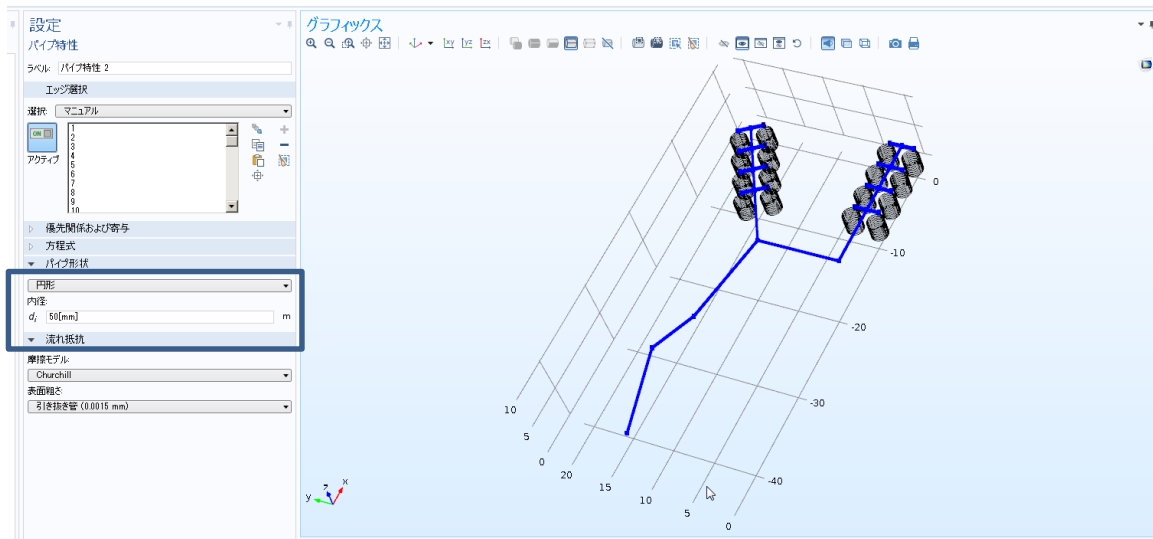 設定
パイプ特性
ラベル: パイプ特性 2
エッジ選択
選択: マニュアル
ON
アクティブ
1
2
3
4
5
6
7
8
9
10
優先関係および寄与
方程式
パイプ形状
円形
内径:
di 50[mm] m
流れ抵抗
摩擦モデル:
Churchill
表面粗さ:
引き抜き管 (0.0015 mm)
グラフィックス
xy yz zx
0
-10
-20
-30
-40
10
5
0
20
15
10
5
0
y z x